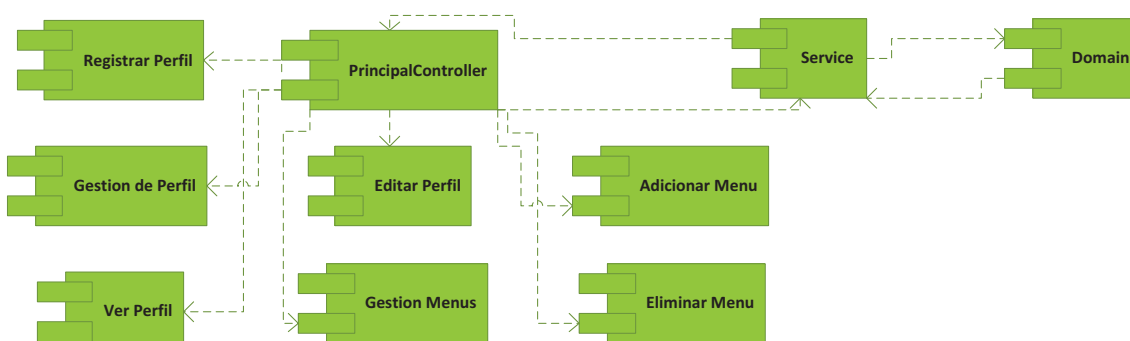 Registrar Perfil
PrincipalController
Service
Domain
Gestion de Perfil
Editar Perfil
Adicionar Menu
Ver Perfil
Gestion Menus
Eliminar Menu